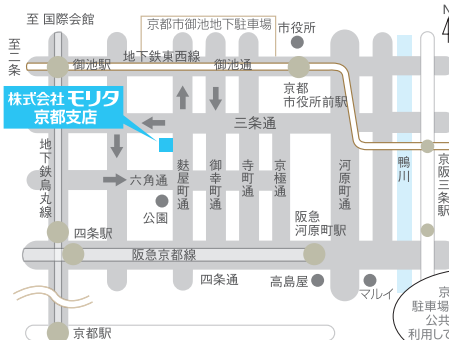 至 国際会館
京都市御池地下駐車場
市役所
N
至二条
地下鉄東西線
御池駅
御池通
京都
市役所前駅
株式会社 モリタ
京都支店
三条通
地下鉄烏丸線
六角通
公園
麩屋町通
御幸町通
寺町通
京極通
河原町通
鴨川
京阪三条駅
四条駅
阪急
河原町駅
阪急京都線
四条通
高島屋
マルイ
京都駅
京
駐車場
公共
利用して